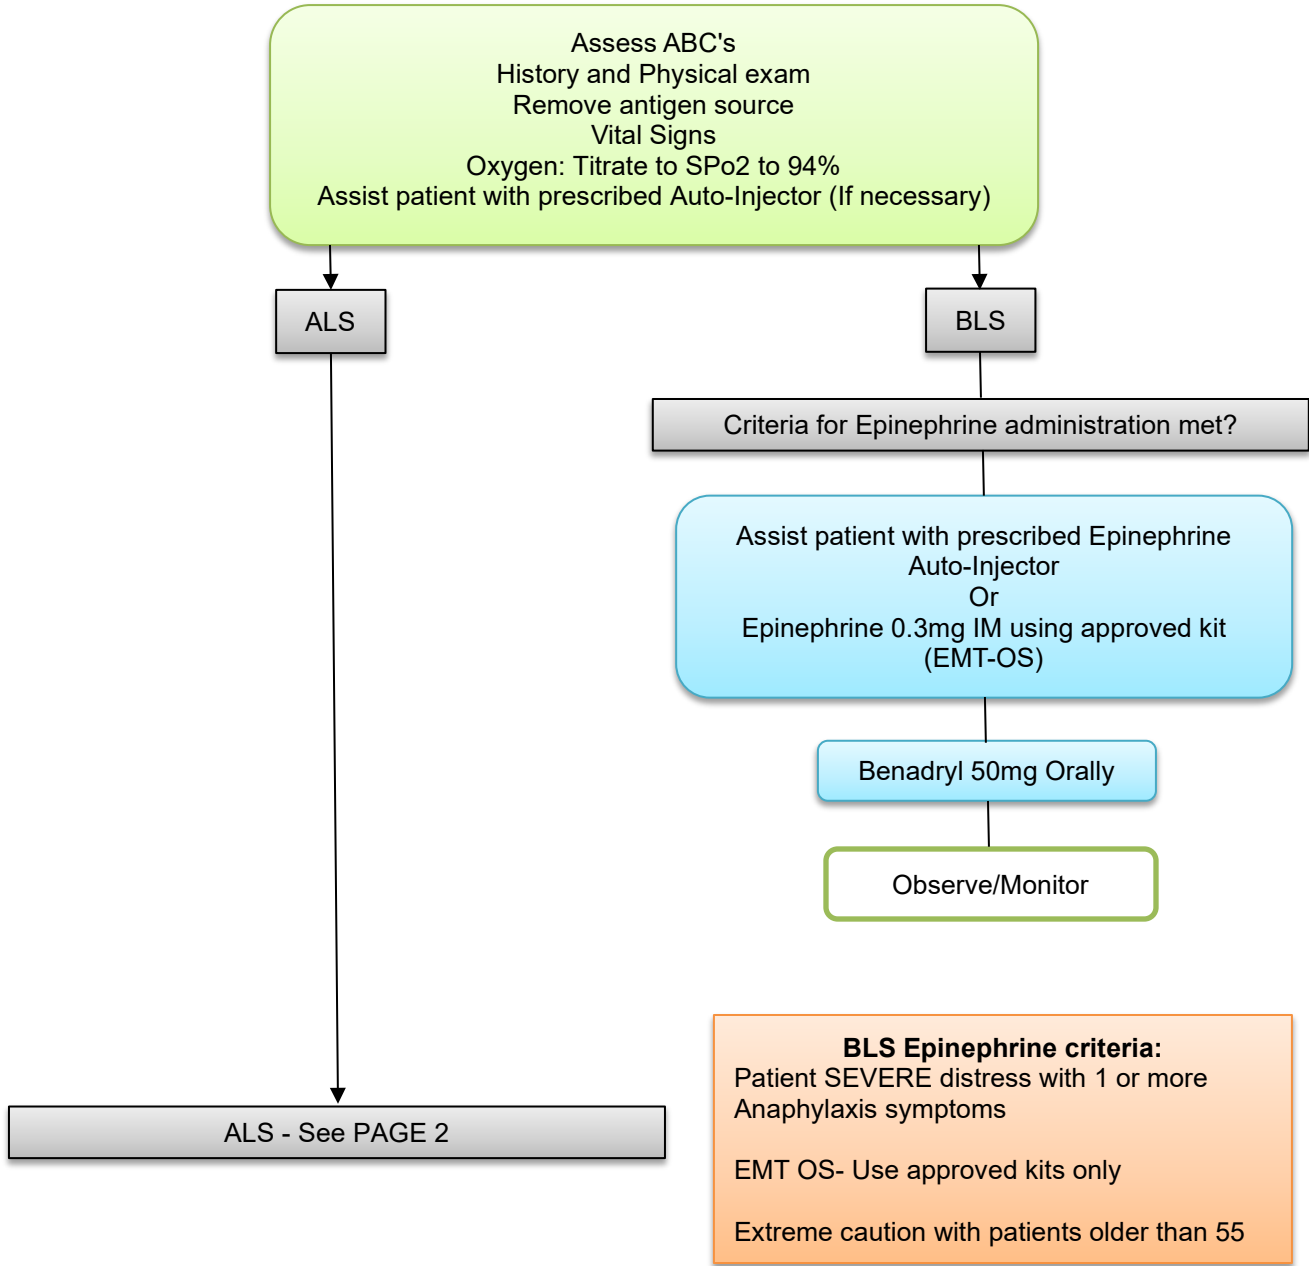 Assess ABC's
History and Physical exam
Remove antigen source
Vital Signs
Oxygen: Titrate to SPo2 to 94%
Assist patient with prescribed Auto-Injector (If necessary)
ALS
BLS
Criteria for Epinephrine administration met?
Assist patient with prescribed Epinephrine
Auto-Injector
Or
Epinephrine 0.3mg IM using approved kit
(EMT-OS)
Benadryl 50mg Orally
Observe/Monitor
ALS - See PAGE 2
BLS Epinephrine criteria:
Patient SEVERE distress with 1 or more
Anaphylaxis symptoms
EMT OS- Use approved kits only
Extreme caution with patients older than 55